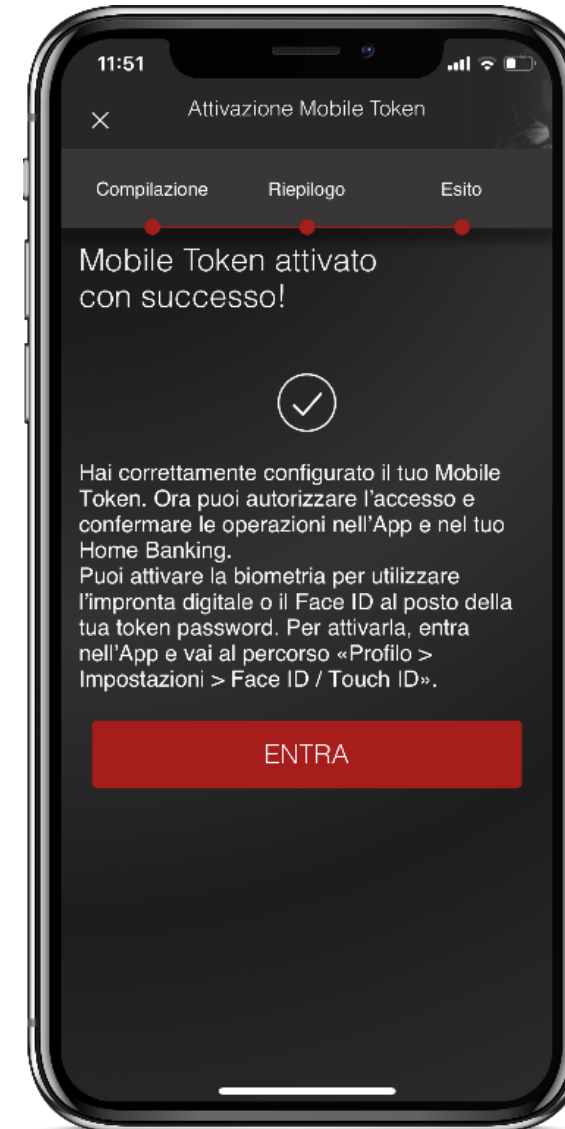 11:51
Attivazione Mobile Token
Compilazione Riepilogo Esito
Mobile Token attivato
con successo!
Hai correttamente configurato il tuo Mobile
Token. Ora puoi autorizzare l'accesso e
confermare le operazioni nell'App e nel tuo
Home Banking.
Puoi attivare la biometria per utilizzare
l'impronta digitale o il Face ID al posto della
tua token password. Per attivarla, entra
nell'App e vai al percorso «Profilo >
Impostazioni > Face ID / Touch ID».
ENTRA